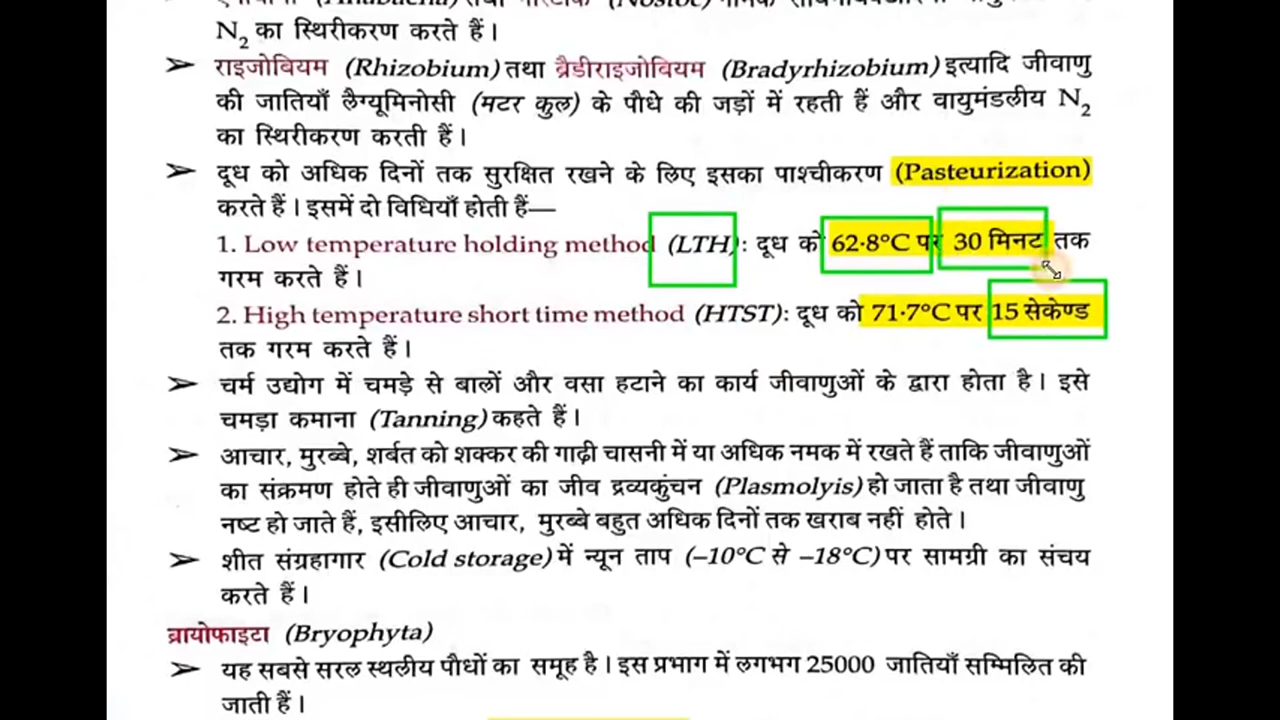 N₂ का स्थिरीकरण करते हैं।
➢ राइजोबियम (Rhizobium) तथा ब्रैडीराइजोबियम (Bradyrhizobium) इत्यादि जीवाणु
की जातियाँ लैग्यूमिनोसी (मटर कुल) के पौधे की जड़ों में रहती हैं और वायुमंडलीय N₂
का स्थिरीकरण करती हैं।
➢ दूध को अधिक दिनों तक सुरक्षित रखने के लिए इसका पाश्चीकरण (Pasteurization)
करते हैं। इसमें दो विधियाँ होती हैं—
1. Low temperature holding method (LTH): दूध को 62·8°C पर 30 मिनट तक
गरम करते हैं।
2. High temperature short time method (HTST): दूध को 71·7°C पर 15 सेकेण्ड
तक गरम करते हैं।
➢ चर्म उद्योग में चमड़े से बालों और वसा हटाने का कार्य जीवाणुओं के द्वारा होता है। इसे
चमड़ा कमाना (Tanning) कहते हैं।
➢ आचार, मुरब्बे, शर्बत को शक्कर की गाढ़ी चासनी में या अधिक नमक में रखते हैं ताकि जीवाणुओं
का संक्रमण होते ही जीवाणुओं का जीव द्रव्यकुंचन (Plasmolyis) हो जाता है तथा जीवाणु
नष्ट हो जाते हैं, इसीलिए आचार, मुरब्बे बहुत अधिक दिनों तक खराब नहीं होते।
➢ शीत संग्रहागार (Cold storage) में न्यून ताप (–10°C से –18°C) पर सामग्री का संचय
करते हैं।
ब्रायोफाइटा (Bryophyta)
➢ यह सबसे सरल स्थलीय पौधों का समूह है। इस प्रभाग में लगभग 25000 जातियाँ सम्मिलित की
जाती हैं।